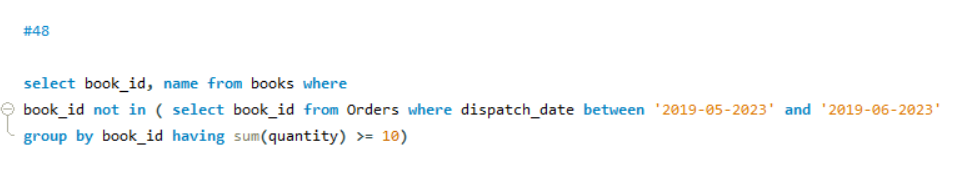 #48
select book_id, name from books where
book_id not in ( select book_id from Orders where dispatch_date between '2019-05-2023' and '2019-06-2023'
group by book_id having sum(quantity) >= 10)